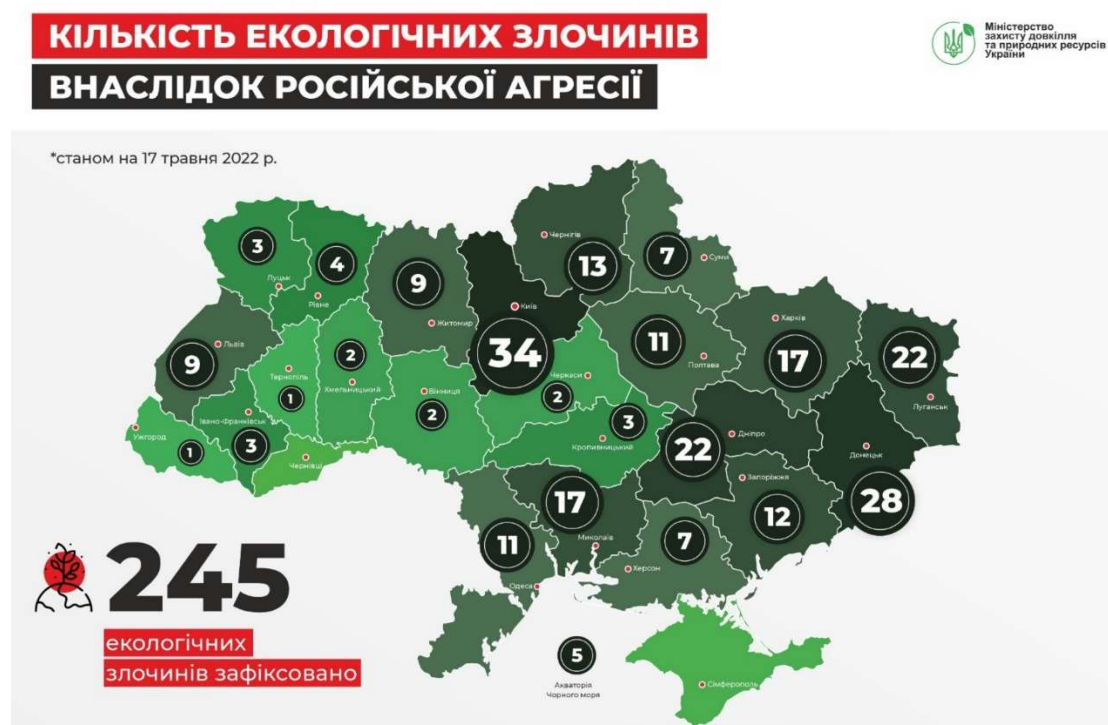 КІЛЬКІСТЬ ЕКОЛОГІЧНИХ ЗЛОЧИНІВ
ВНАСЛІДОК РОСІЙСЬКОЇ АГРЕСІЇ
Міністерство
захисту довкілля
та природних ресурсів
України
*станом на 17 травня 2022 р.
3
Луцьк
4
Рівне
9
Житомир
34
Київ
Чернігів
13
7
Суми
9
Львів
1
Тернопіль
2
Хмельницький
2
Вінниця
2
Черкаси
11
Полтава
Харків
17
22
Луганськ
Ужгород
1
Івано-Франківськ
3
Чернівці
3
Кропивницький
22
Дніпро
Донецьк
28
Запоріжжя
12
17
Миколаїв
11
Одеса
7
Херсон
5
Акваторія
Чорного моря
Сімферополь
245
екологічних
злочинів зафіксовано